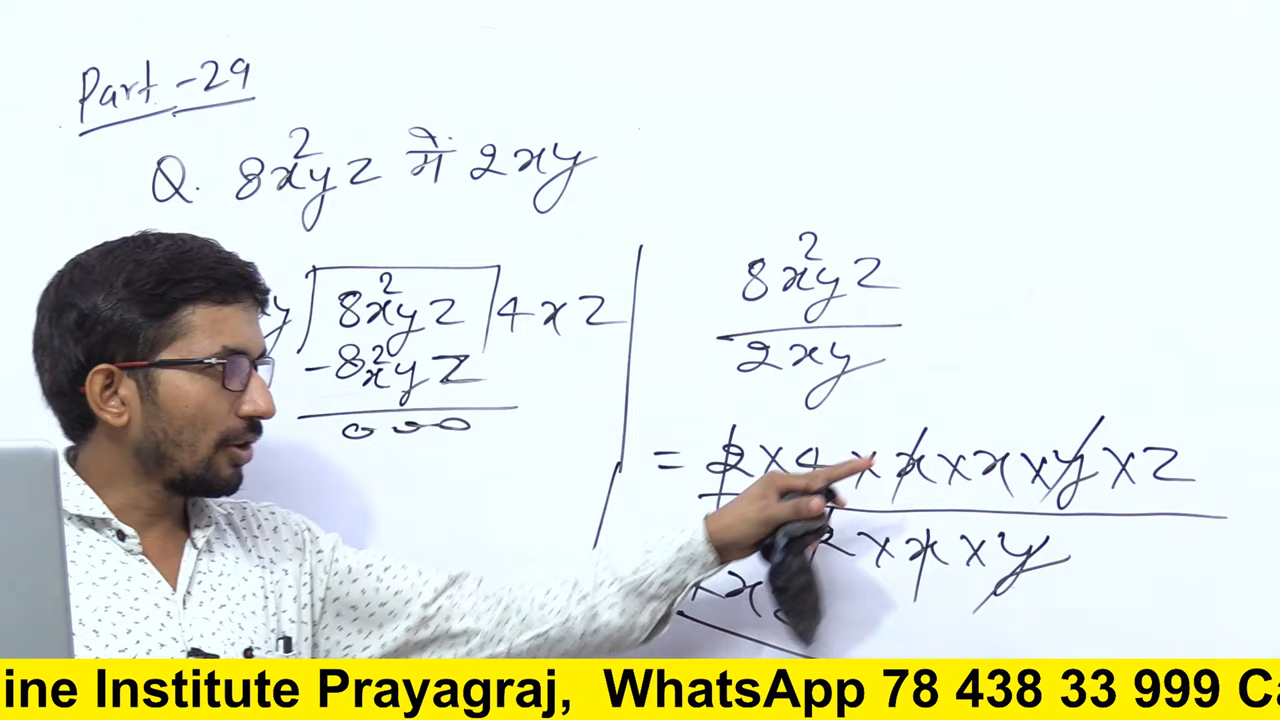 Part-29
Q. 8x²yz में 2xy
y) 8x²yz | 4xz
-8x²yz
000
8x²yz
2xy
= 2×4×x×x×y×z
2×x×y
ine Institute Prayagraj, WhatsApp 78 438 33 999 Ca